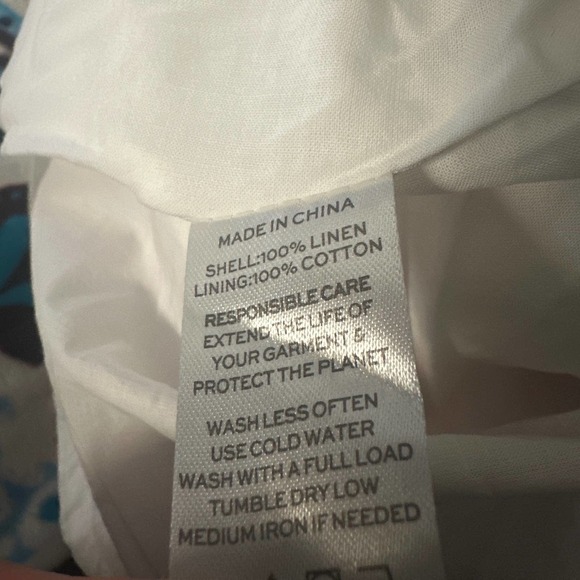 MADE IN CHINA
SHELL:100% LINEN
LINING:100% COTTON
RESPONSIBLE CARE
EXTEND THE LIFE OF
YOUR GARMENT &
PROTECT THE PLANET
WASH LESS OFTEN
USE COLD WATER
WASH WITH A FULL LOAD
TUMBLE DRY LOW
MEDIUM IRON IF NEEDED